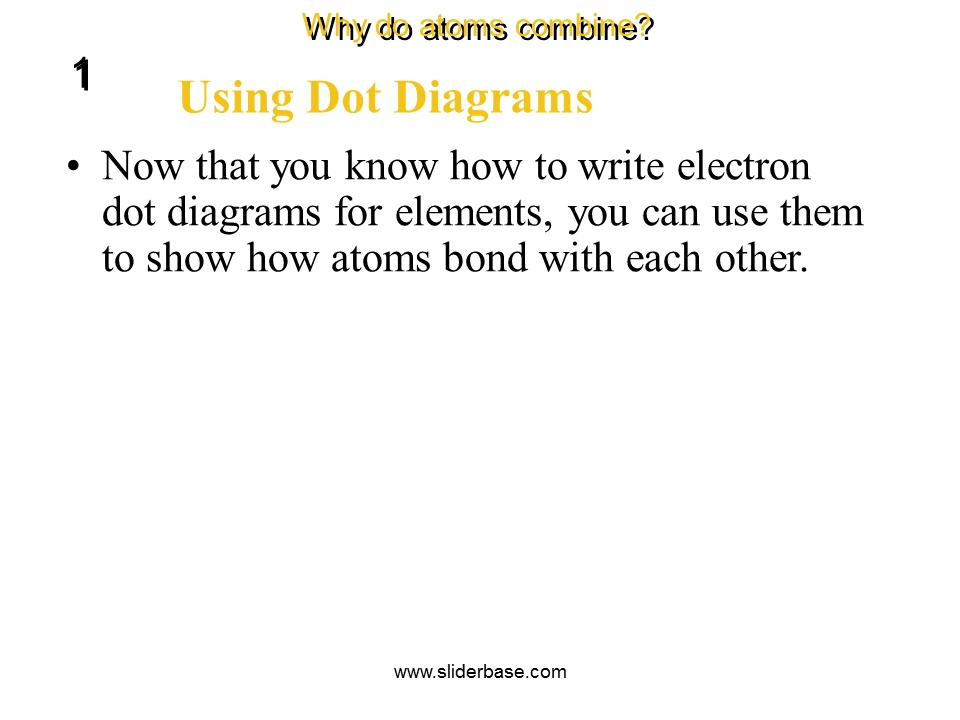 Why do atoms combine?
1
Using Dot Diagrams
• Now that you know how to write electron
dot diagrams for elements, you can use them
to show how atoms bond with each other.
www.sliderbase.com